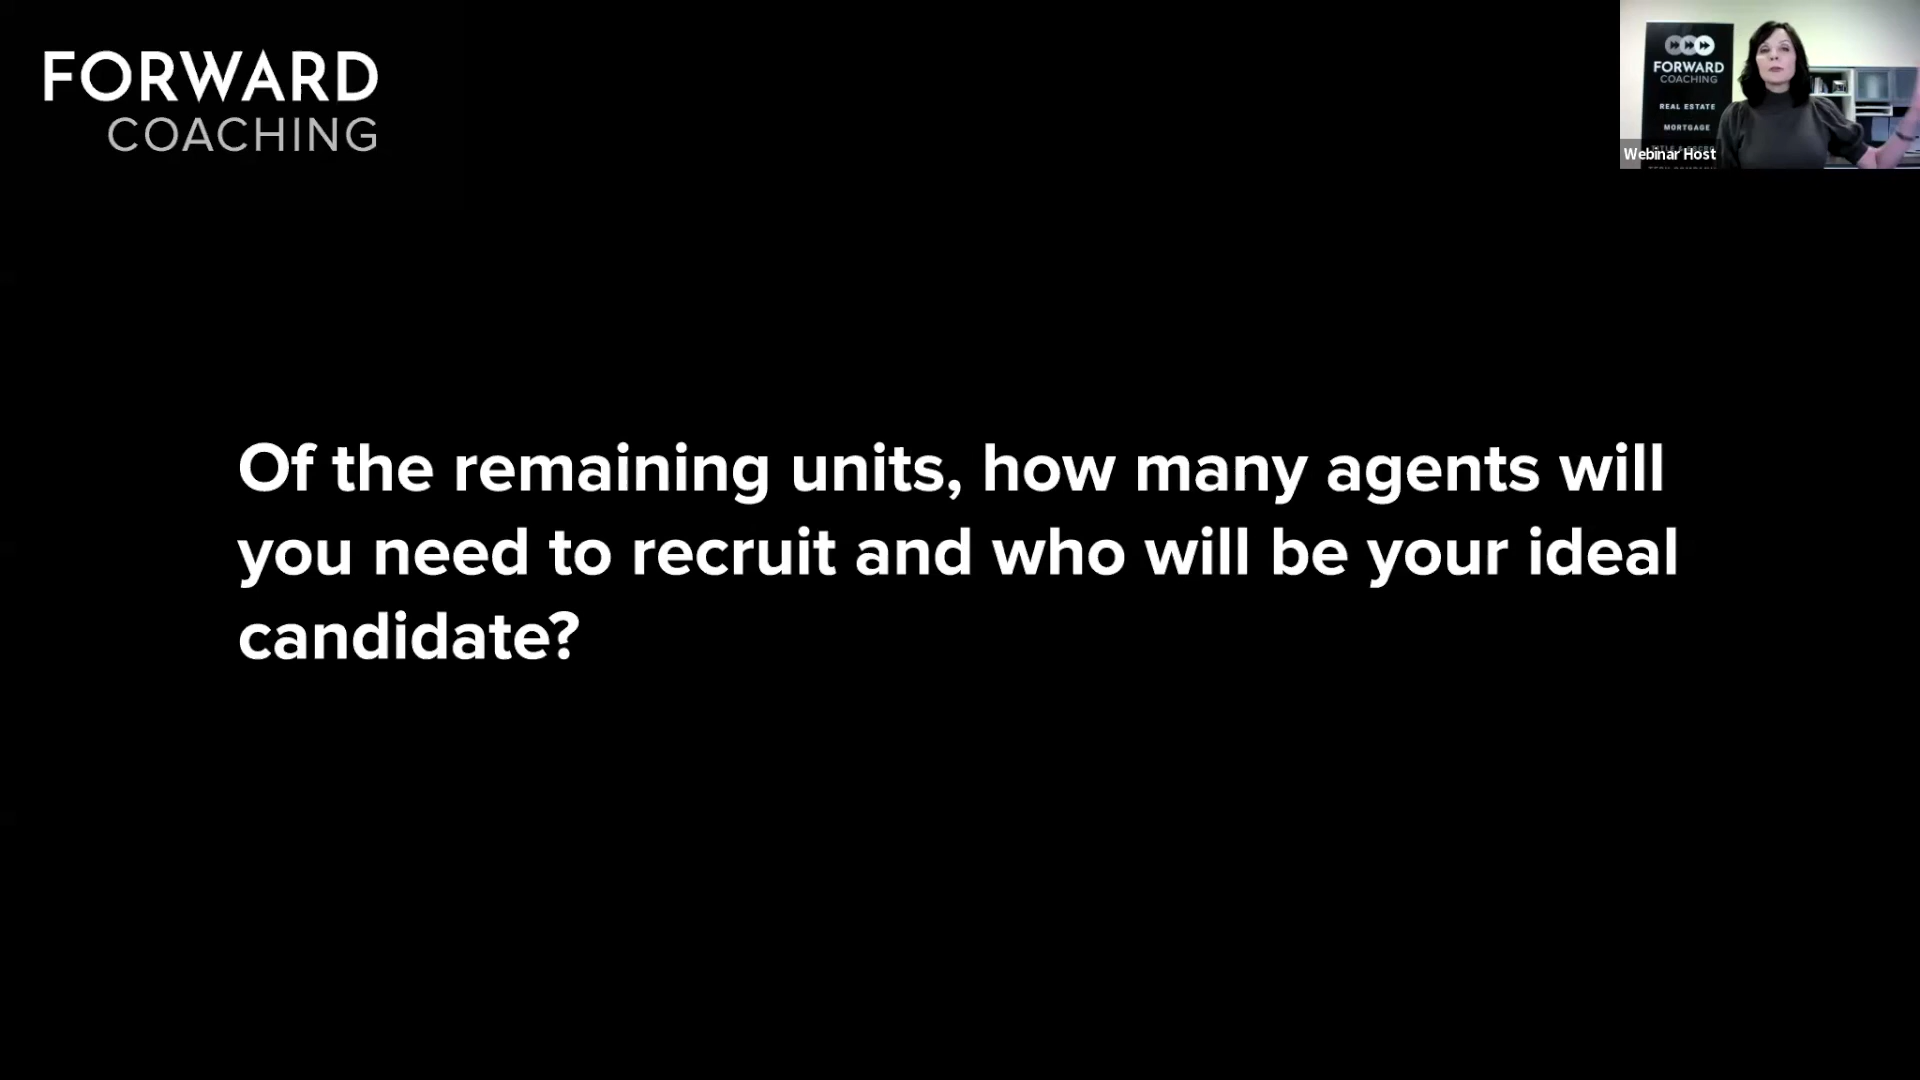 FORWARD
COACHING
FORWARD
COACHING
REAL ESTATE
MORTGAGE
Webinar Host
Of the remaining units, how many agents will
you need to recruit and who will be your ideal
candidate?